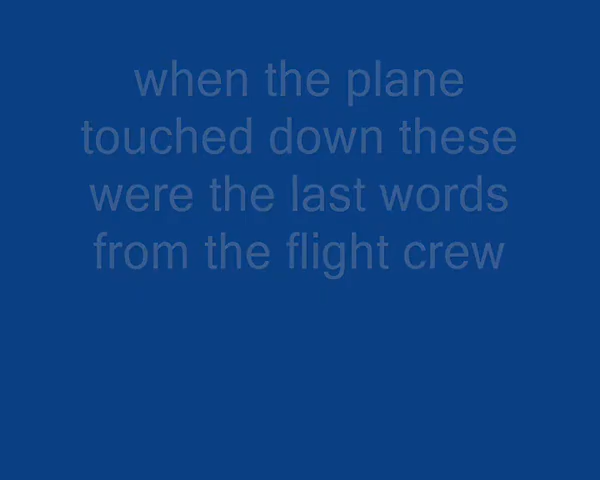 when the plane
touched down these
were the last words
from the flight crew